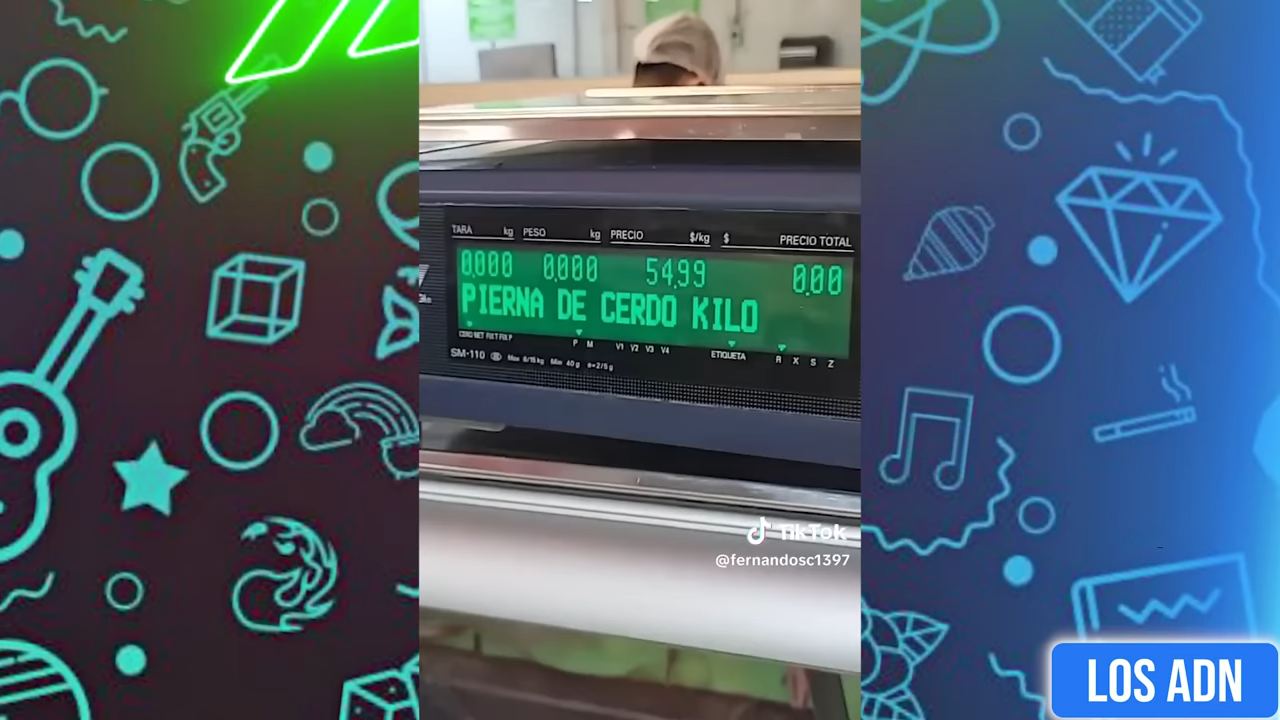 TARA kg PESO kg PRECIO $/kg $ PRECIO TOTAL
0,000 0,000 54,99 0,00
PIERNA DE CERDO KILO
P M V1 V2 V3 V4 ETIQUETA R X S Z
SM-110 Max 6/15 kg Min 40 g e=2/5 g
TikTok
@fernandosc1397
LOS ADN